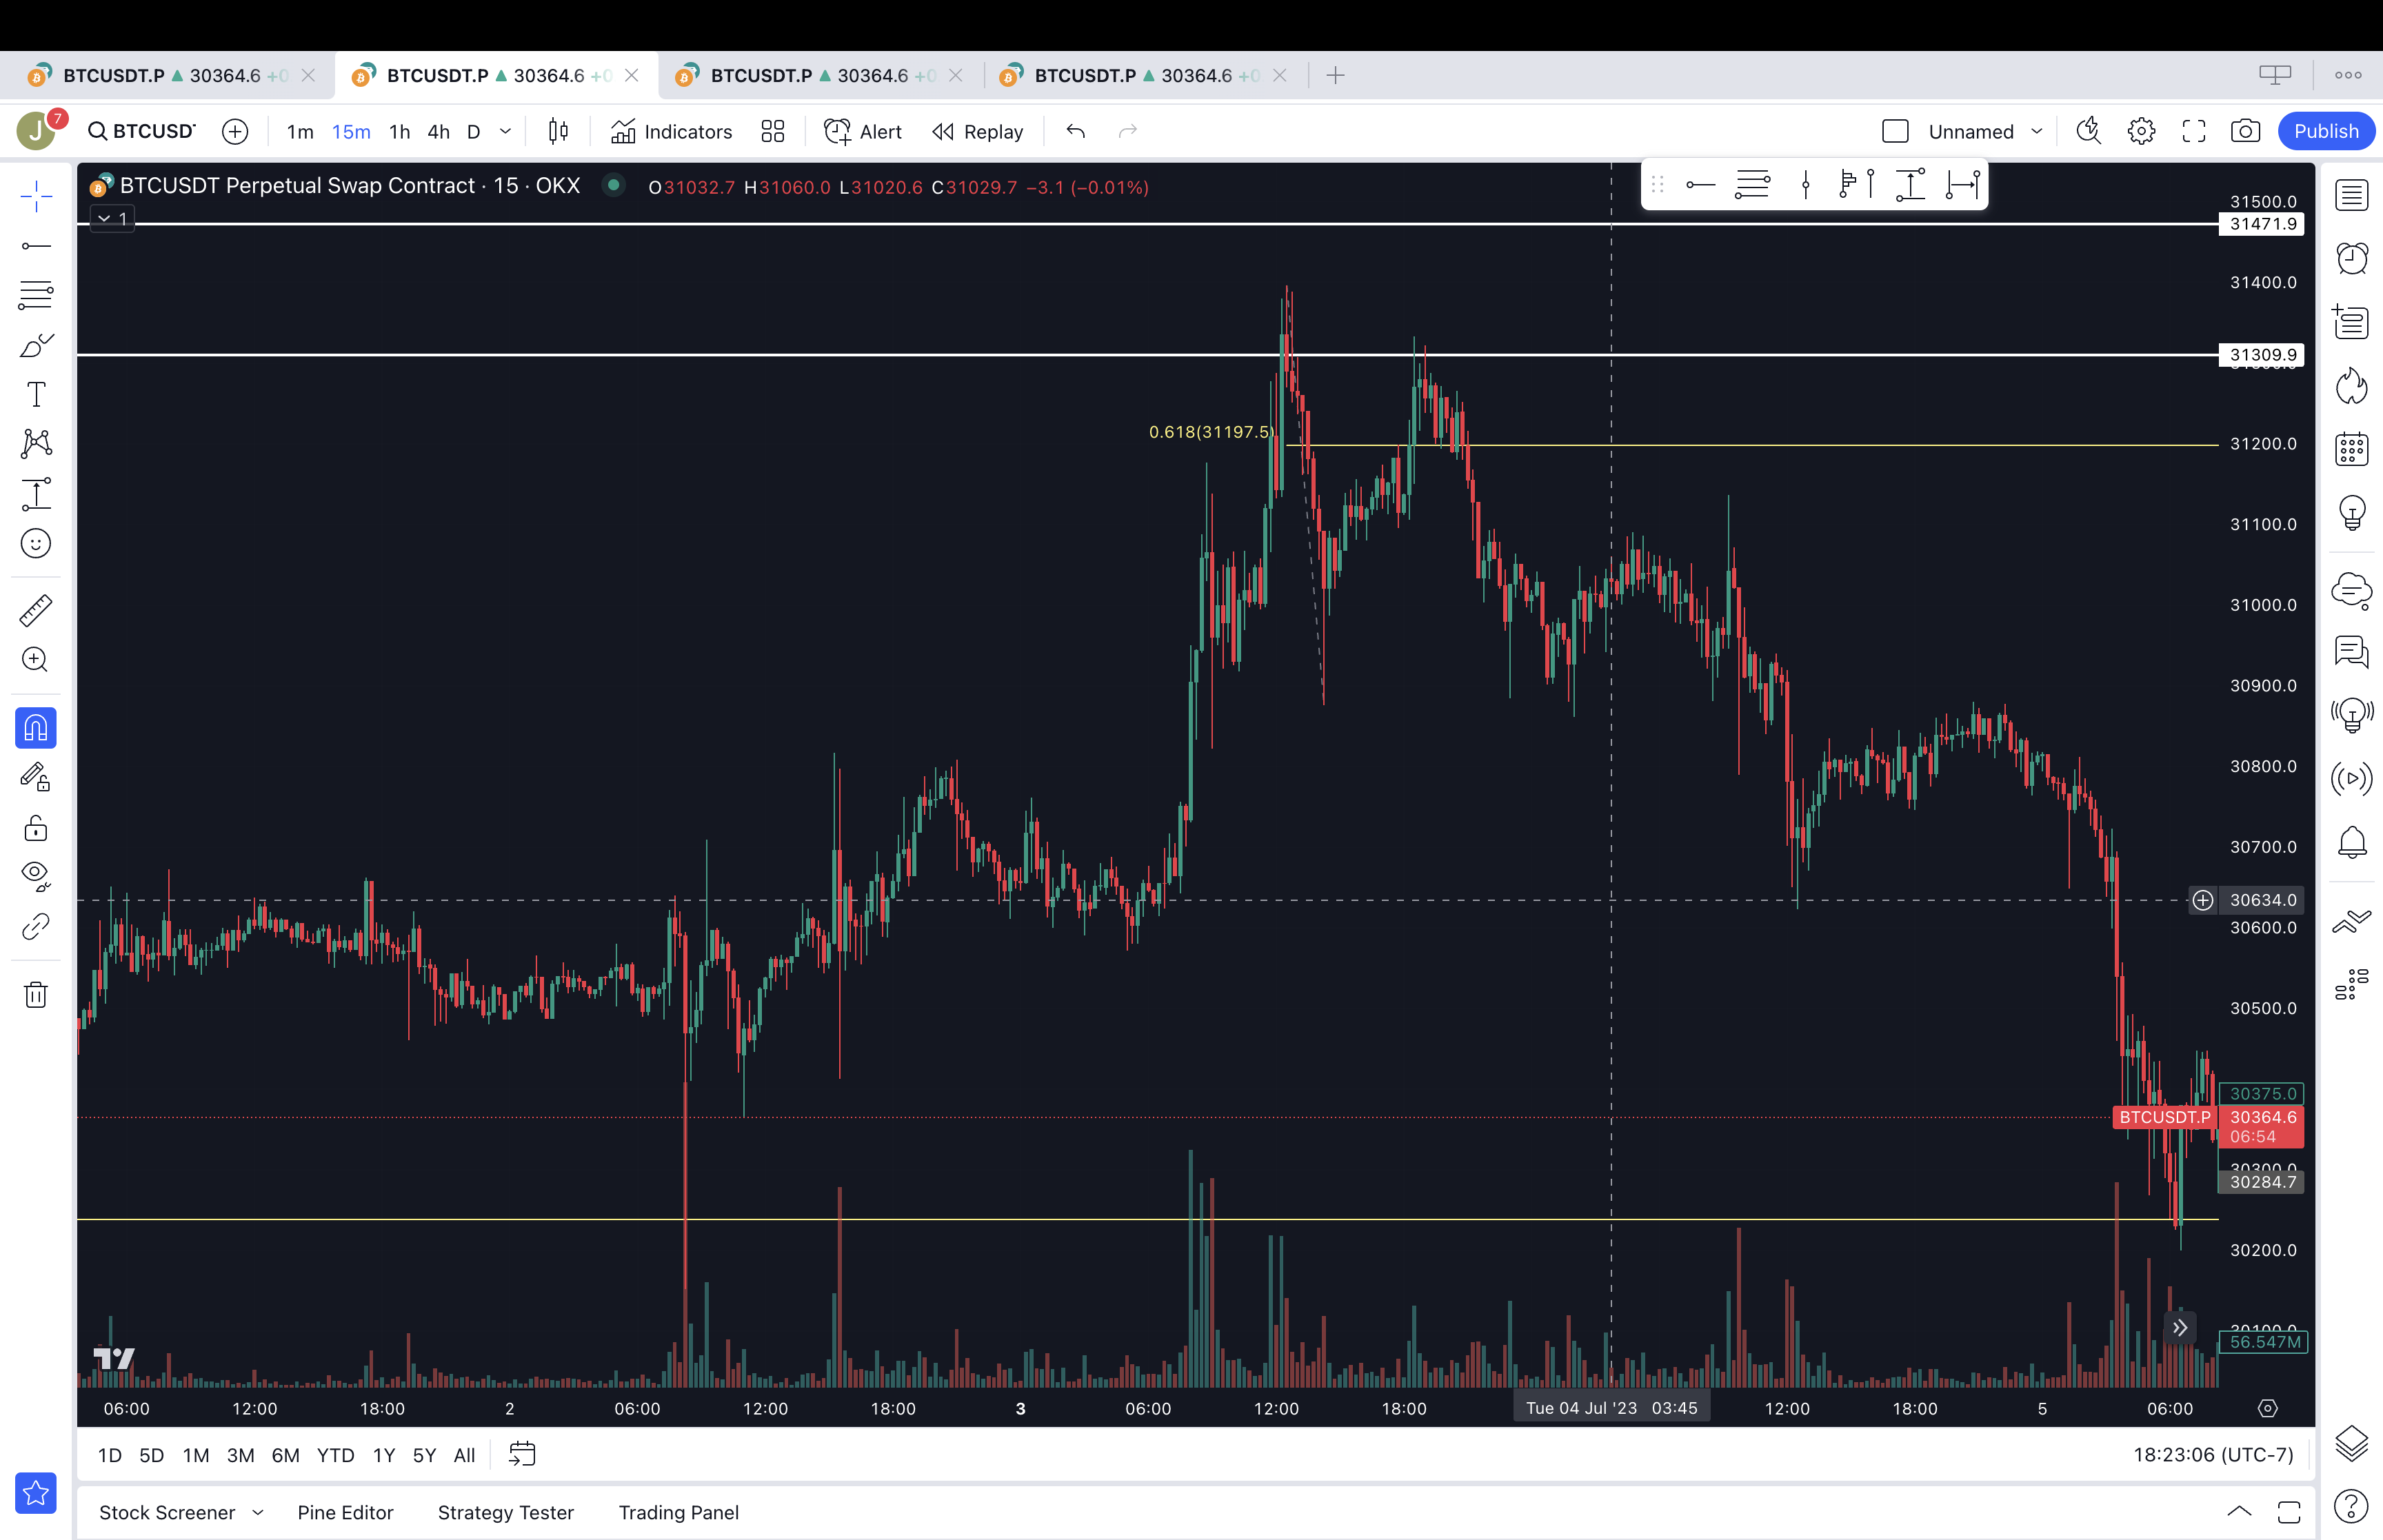 BTCUSDT.P 30364.6 +0
BTCUSDT.P 30364.6 +0
BTCUSDT.P 30364.6 +0
BTCUSDT.P 30364.6 +0
J 7 BTCUSD 1m 15m 1h 4h D Indicators Alert Replay Unnamed Publish
BTCUSDT Perpetual Swap Contract · 15 · OKX O31032.7 H31060.0 L31020.6 C31029.7 −3.1 (−0.01%)
1
31500.0
31471.9
31400.0
31309.9
0.618(31197.5)
31200.0
31100.0
31000.0
30900.0
30800.0
30700.0
30634.0
30600.0
30500.0
30375.0
BTCUSDT.P 30364.6
06:54
30300.0
30284.7
30200.0
30100.0
56.547M
06:00 12:00 18:00 2 06:00 12:00 18:00 3 06:00 12:00 18:00 Tue 04 Jul '23 03:45 12:00 18:00 5 06:00
1D 5D 1M 3M 6M YTD 1Y 5Y All 18:23:06 (UTC-7)
Stock Screener Pine Editor Strategy Tester Trading Panel